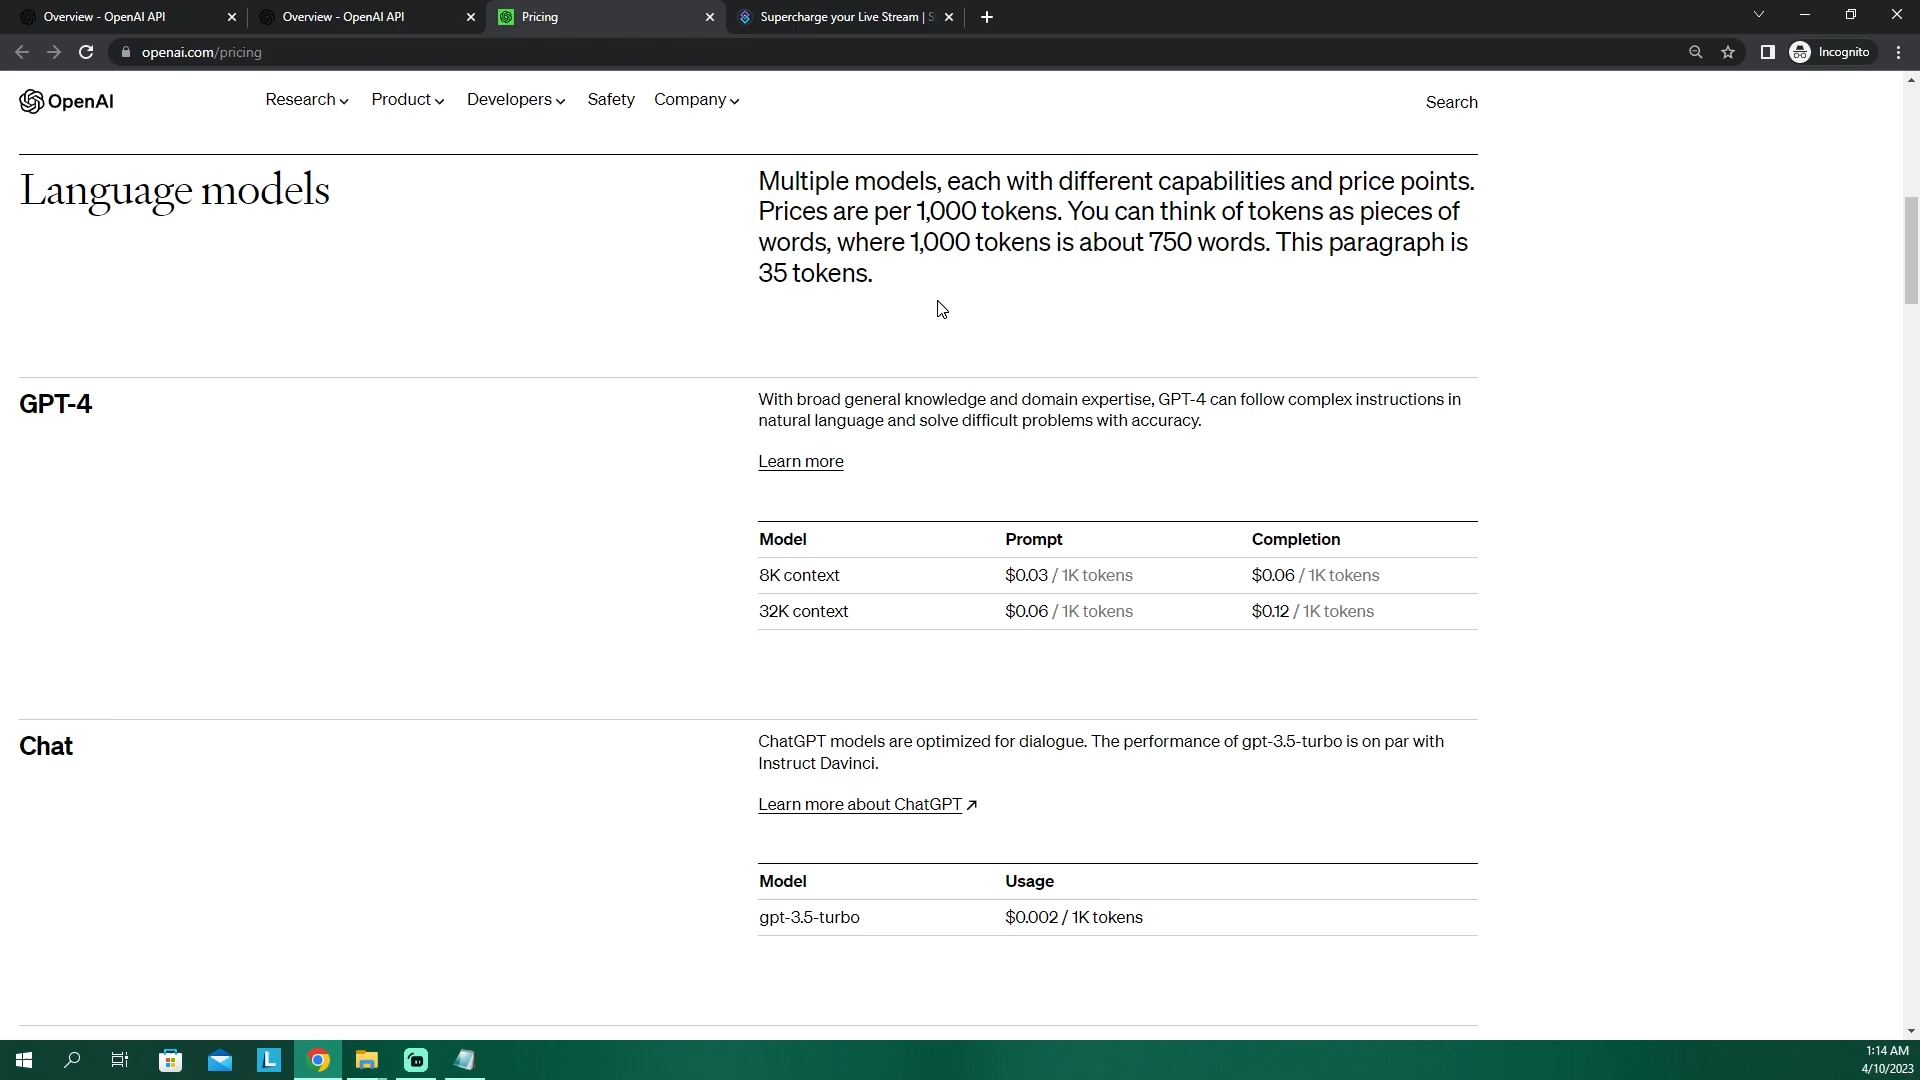 Overview - OpenAI API
Overview - OpenAI API
Pricing
Supercharge your Live Stream |
openai.com/pricing
Incognito
OpenAI
Research
Product
Developers
Safety
Company
Search
Language models
Multiple models, each with different capabilities and price points.
Prices are per 1,000 tokens. You can think of tokens as pieces of
words, where 1,000 tokens is about 750 words. This paragraph is
35 tokens.
GPT-4
With broad general knowledge and domain expertise, GPT-4 can follow complex instructions in
natural language and solve difficult problems with accuracy.
Learn more
Model Prompt Completion
8K context $0.03 / 1K tokens $0.06 / 1K tokens
32K context $0.06 / 1K tokens $0.12 / 1K tokens
Chat
ChatGPT models are optimized for dialogue. The performance of gpt-3.5-turbo is on par with
Instruct Davinci.
Learn more about ChatGPT ↗
Model Usage
gpt-3.5-turbo $0.002 / 1K tokens
L
1:14 AM
4/10/2023